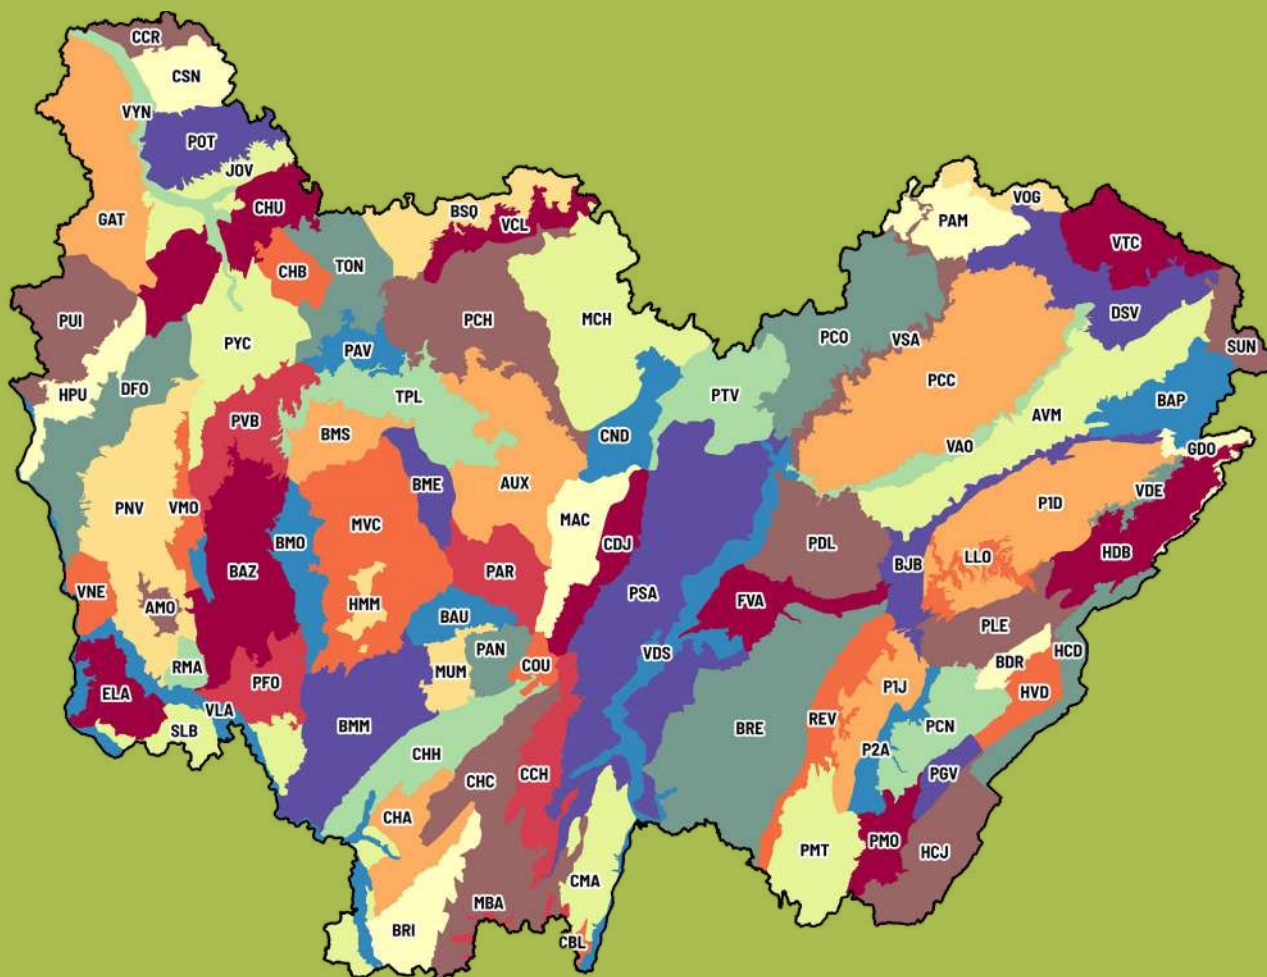 CCR
CSN
VYN
POT
JOV
GAT
CHU
BSQ
VCL
PAM
VOG
VTC
CHB
TON
PUI
PYC
PAV
PCH
MCH
PCO
VSA
DSV
SUN
HPU
DFO
TPL
PTV
PCC
BAP
PVB
BMS
CND
VAO
AVM
GDO
PNV
VMO
BMO
MVC
BME
AUX
MAC
CDJ
P1D
VDE
BAZ
PAR
PSA
PDL
BJB
LLO
HDB
VNE
AMO
HMM
BAU
FVA
PLE
RMA
PFO
MUM
PAN
COU
VDS
BDR
HCD
ELA
VLA
SLB
BMM
P1J
HVD
CHH
CHC
CCH
BRE
REV
P2A
PCN
PGV
CHA
CMA
PMT
PMO
HCJ
BRI
MBA
CBL